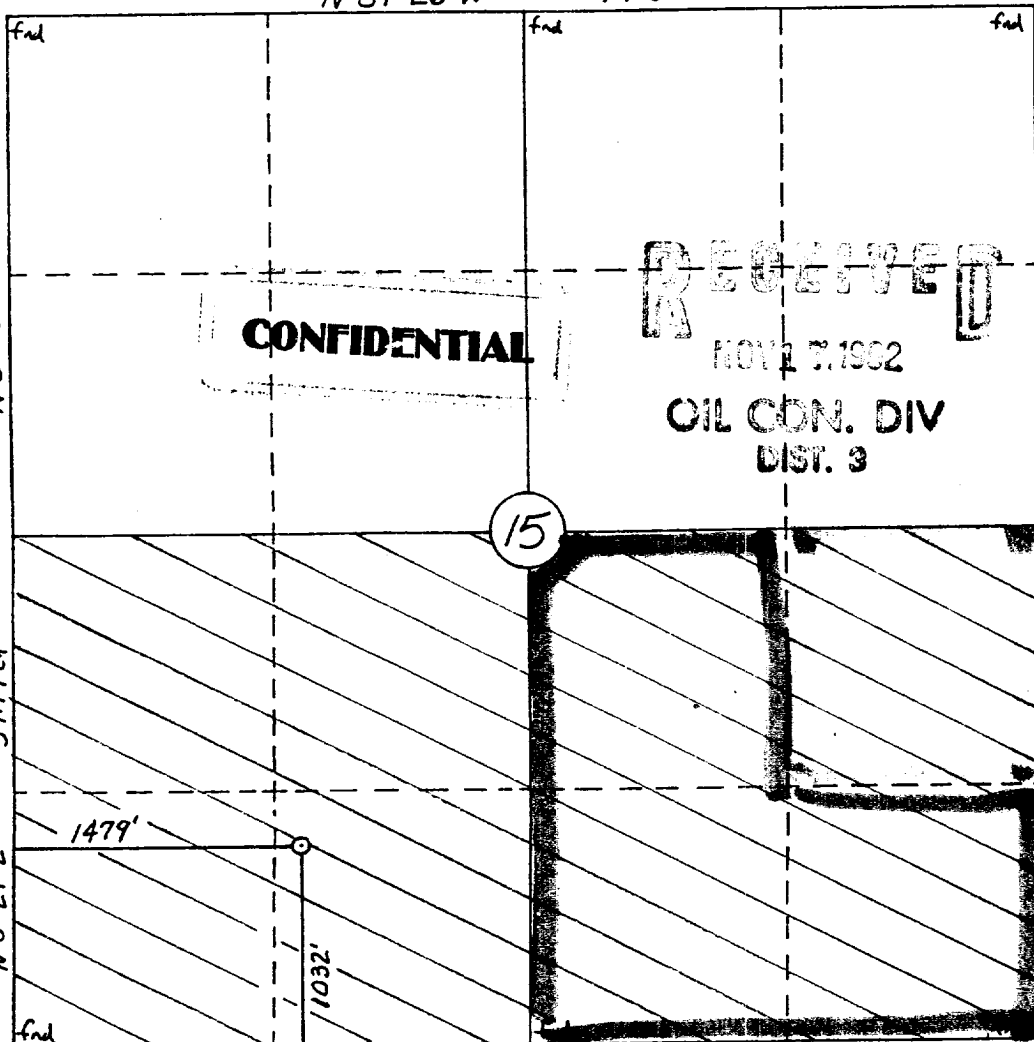 fnd
fnd
fnd
CONFIDENTIAL
RECEIVED
OIL CON. DIV
DIST. 3
15
1479'
1032'
fnd